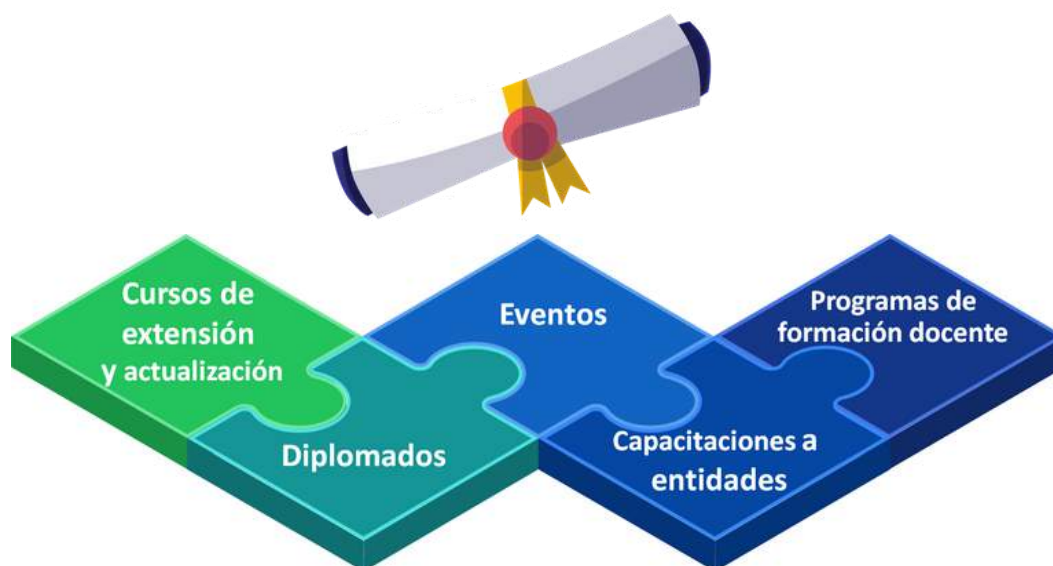 Cursos de
extensión
y actualización
Diplomados
Eventos
Capacitaciones a
entidades
Programas de
formación docente